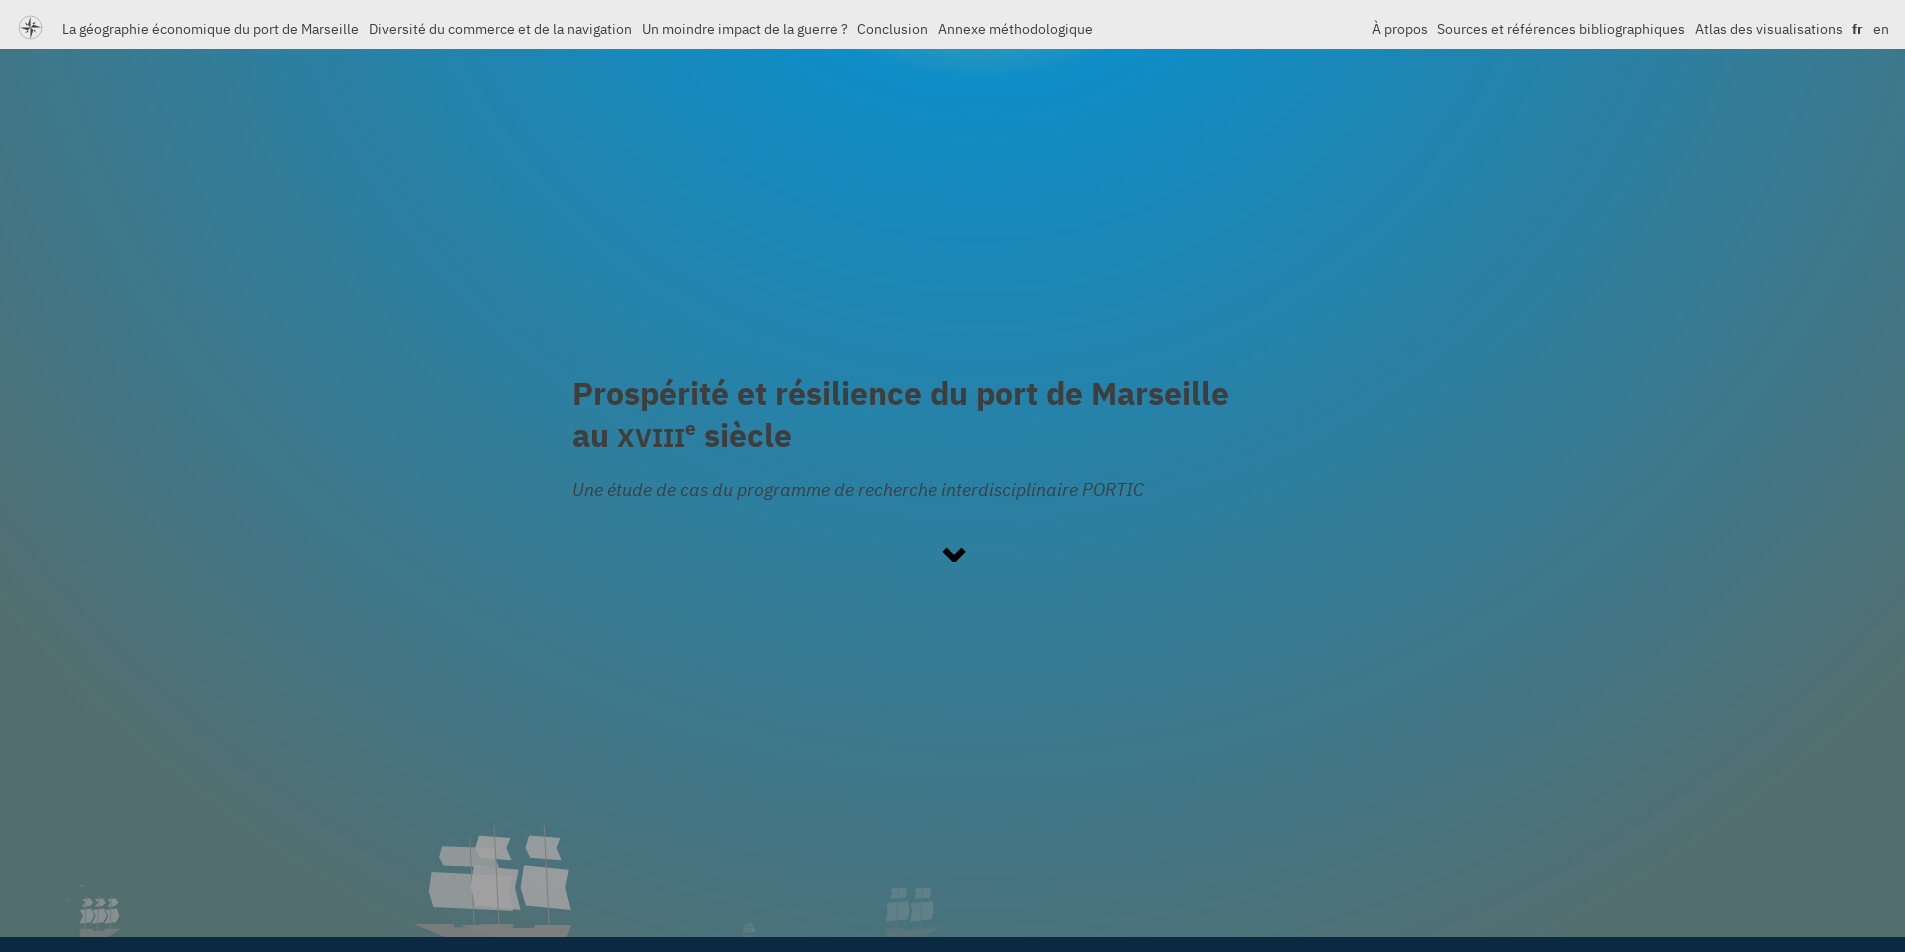 La géographie économique du port de Marseille Diversité du commerce et de la navigation Un moindre impact de la guerre ? Conclusion Annexe méthodologique À propos Sources et références bibliographiques Atlas des visualisations fr en
Prospérité et résilience du port de Marseille
au XVIIIe siècle
Une étude de cas du programme de recherche interdisciplinaire PORTIC